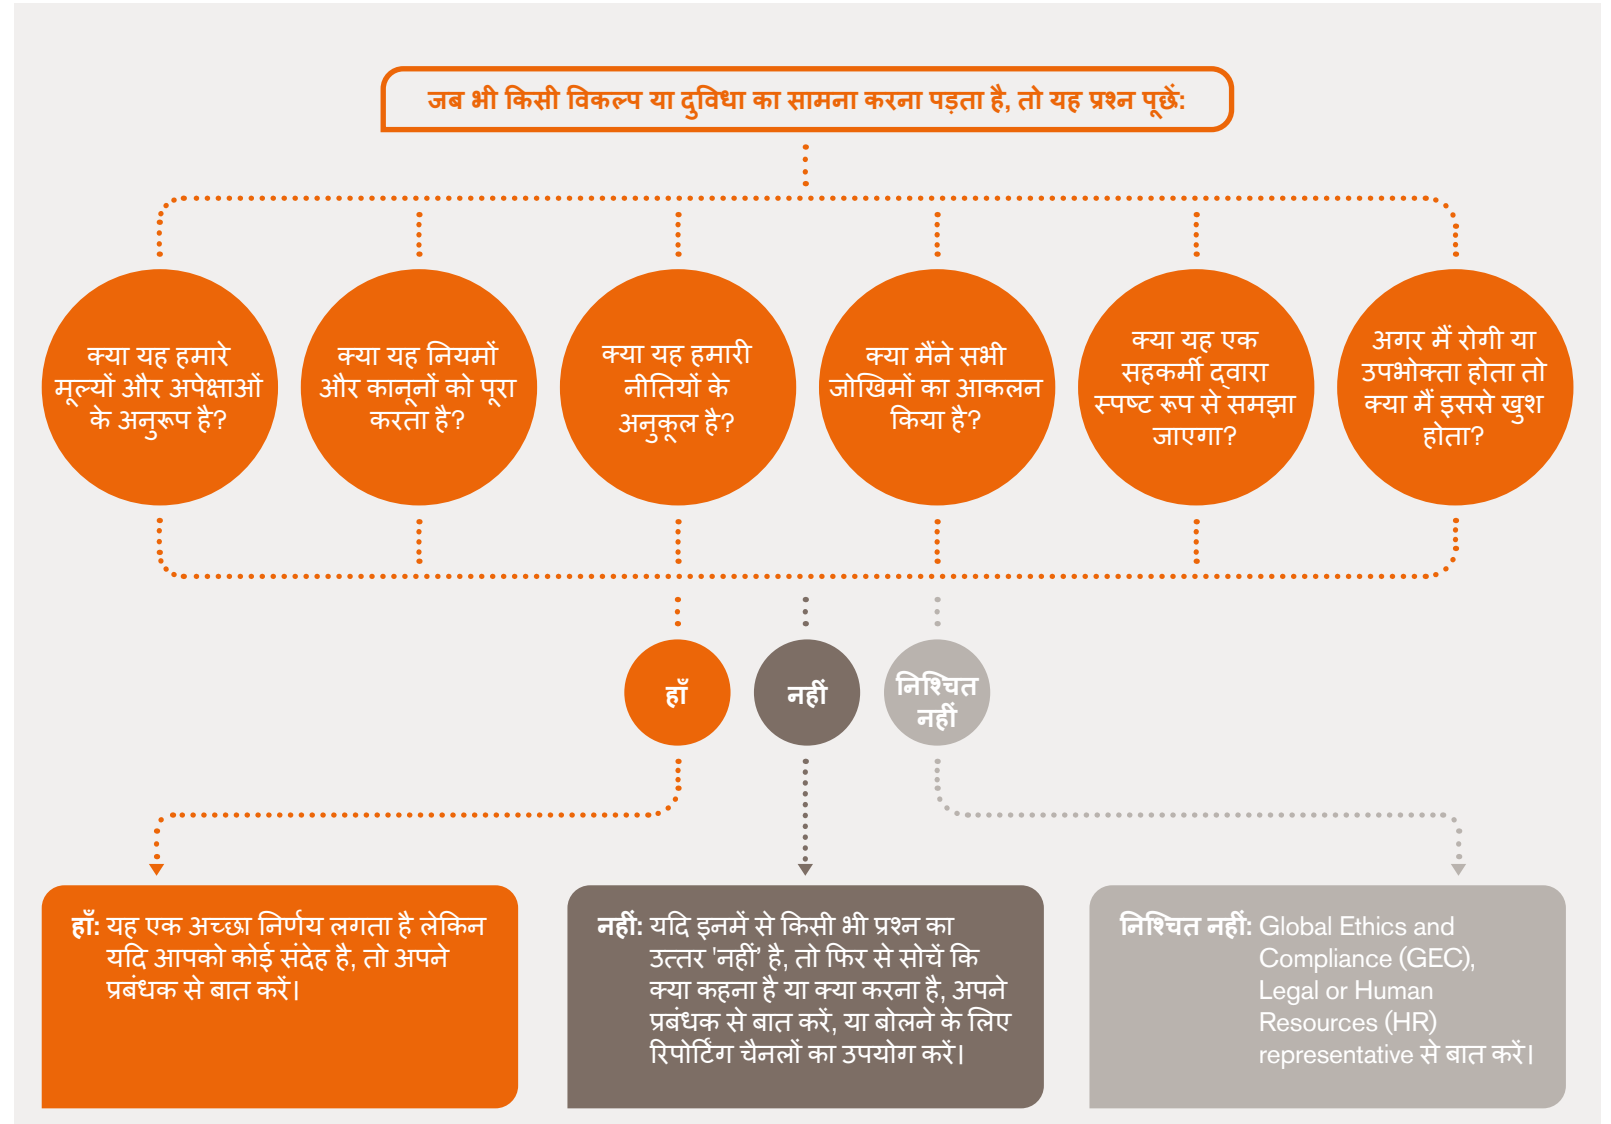 जब भी किसी विकल्प या दुविधा का सामना करना पड़ता है, तो यह प्रश्न पूछें:
क्या यह हमारे
मूल्यों और अपेक्षाओं
के अनुरूप है?
क्या यह नियमों
और कानूनों को पूरा
करता है?
क्या यह हमारी
नीतियों के
अनुकूल है?
क्या मैंने सभी
जोखिमों का आकलन
किया है?
क्या यह एक
सहकर्मी द्वारा
स्पष्ट रूप से समझा
जाएगा?
अगर मैं रोगी या
उपभोक्ता होता तो
क्या मैं इससे खुश
होता?
हाँ
नहीं
निश्चित
नहीं
हाँ: यह एक अच्छा निर्णय लगता है लेकिन
यदि आपको कोई संदेह है, तो अपने
प्रबंधक से बात करें।
नहीं: यदि इनमें से किसी भी प्रश्न का
उत्तर 'नहीं’ है, तो फिर से सोचें कि
क्या कहना है या क्या करना है, अपने
प्रबंधक से बात करें, या बोलने के लिए
रिपोर्टिंग चैनलों का उपयोग करें।
निश्चित नहीं: Global Ethics and
Compliance (GEC),
Legal or Human
Resources (HR)
representative से बात करें।